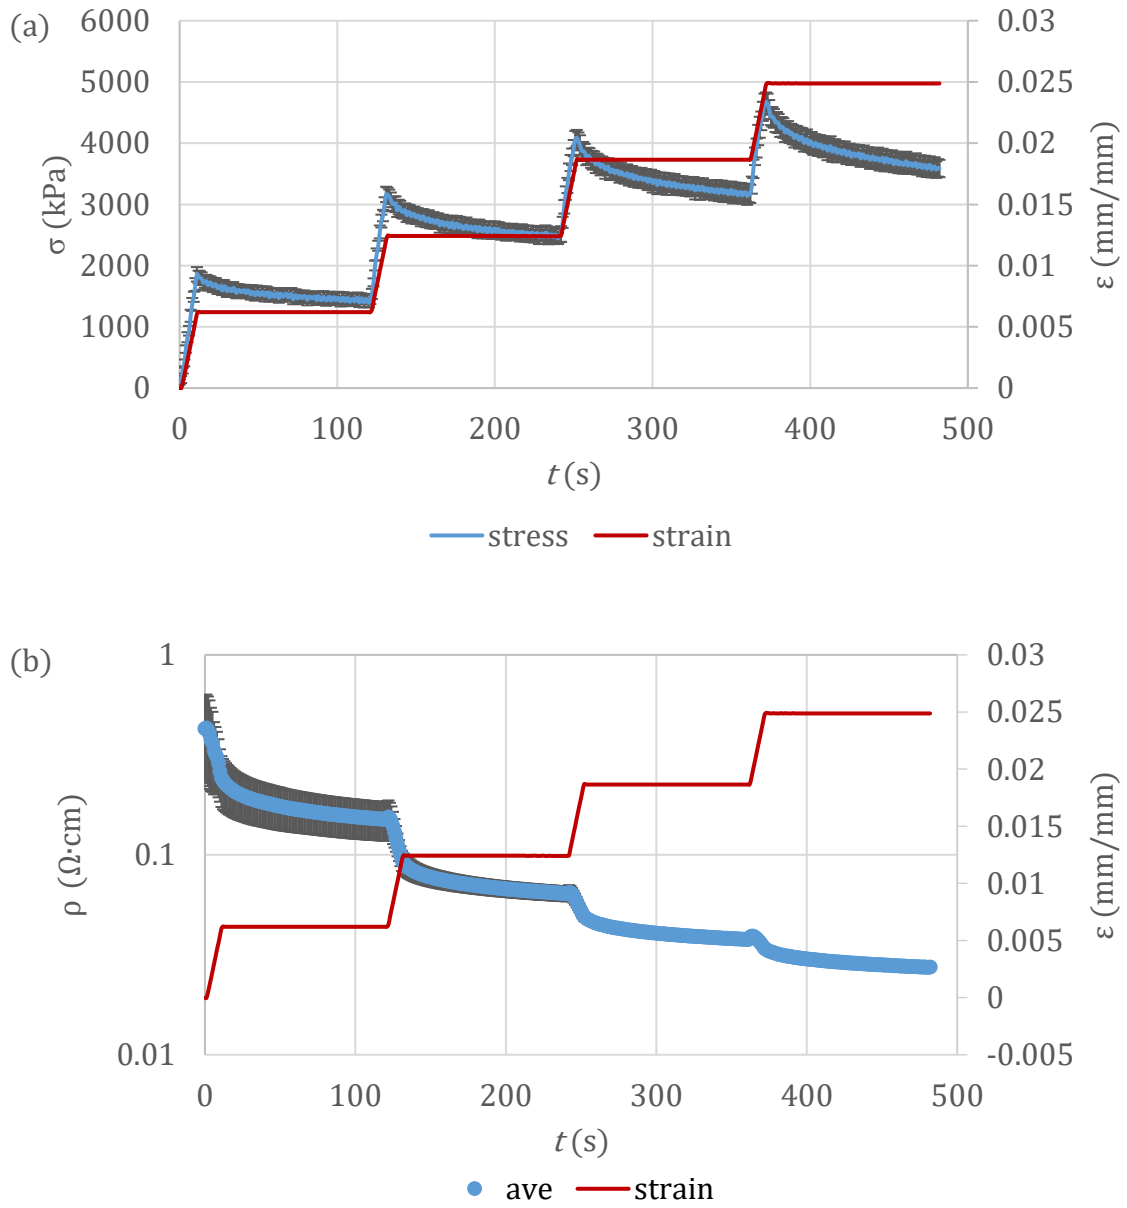 (a)
6000
5000
4000
3000
2000
1000
0
σ (kPa)
0.03
0.025
0.02
0.015
0.01
0.005
0
ε (mm/mm)
0 100 200 300 400 500
t (s)
stress strain
(b)
1
0.1
0.01
ρ (Ω·cm)
0.03
0.025
0.02
0.015
0.01
0.005
0
-0.005
ε (mm/mm)
0 100 200 300 400 500
t (s)
ave strain